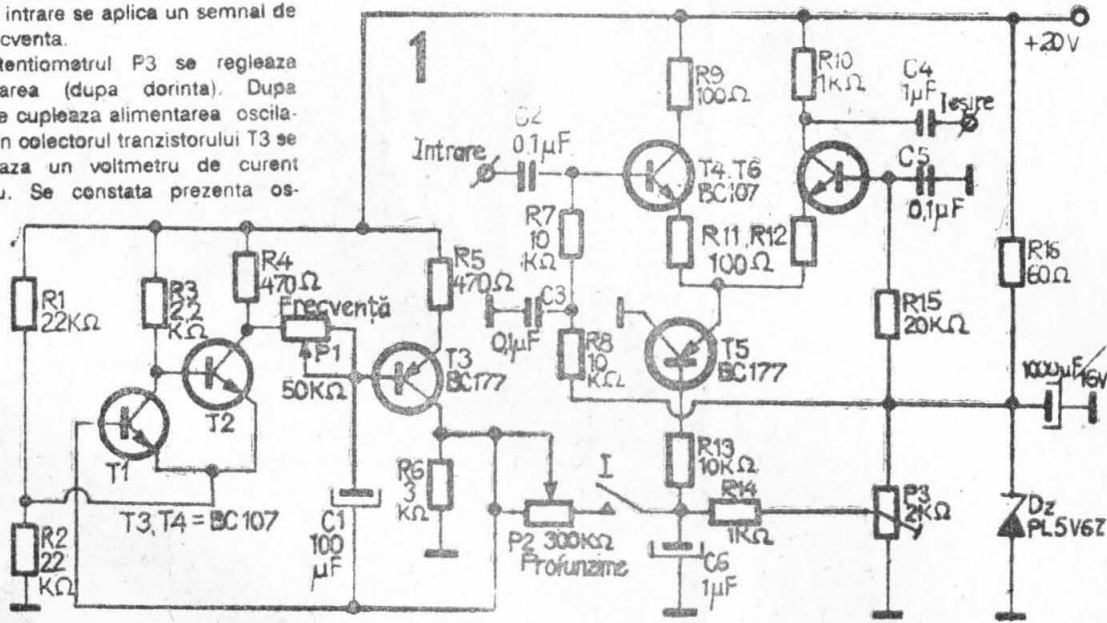 intrare se aplica un semnal de
cventa.
tentiomatrul P3 se regleaza
area (dupa dorinta). Dupa
e cupleaza alimentarea oscila-
n colectorul tranzistorului T3 se
aza un voltmetru de curent
u. Se constata prezenta os-
1
+20V
R9
100Ω
R10
1KΩ
C4
1µF
Iesire
C2
0.1µF
Intrare
T4.T6
BC107
C5
0,1µF
R7
10
KΩ
R11,R12
100Ω
R16
60Ω
R1
22KΩ
R3
2,2
KΩ
R4
470Ω
Frecvență
P1
50KΩ
R5
470Ω
C3
0,1µF
R8
10
KΩ
T5
BC177
R15
20KΩ
T3
BC177
1000µF/16V
T1
T2
T3,T4=BC107
R2
22
KΩ
C1
100
µF
R6
3
KΩ
I
P2 300KΩ
Profunzime
R13
10KΩ
R14
1KΩ
C6
1µF
P3
2KΩ
Dz
PL5V6Z